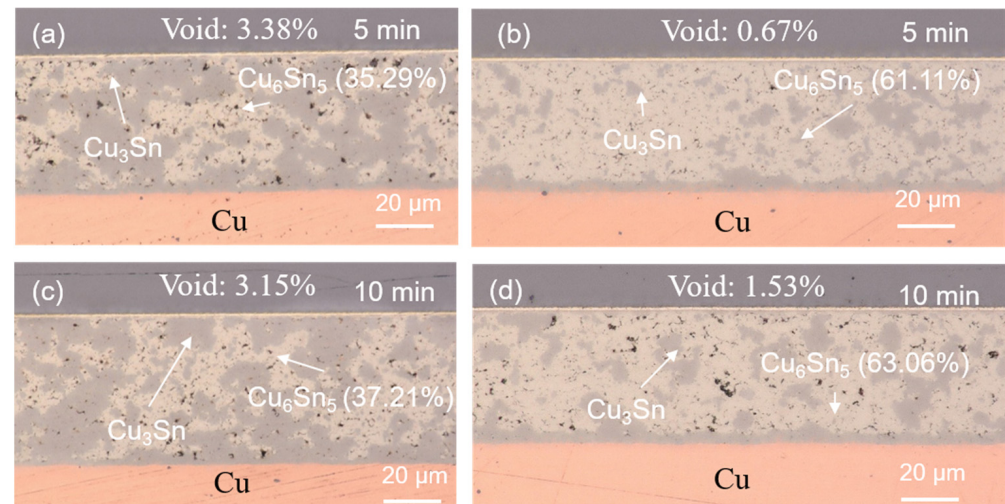 (a) Void: 3.38% 5 min
Cu₆Sn₅ (35.29%)
Cu₃Sn
Cu
20 μm
(b) Void: 0.67% 5 min
Cu₆Sn₅ (61.11%)
Cu₃Sn
Cu
20 μm
(c) Void: 3.15% 10 min
Cu₆Sn₅ (37.21%)
Cu₃Sn
Cu
20 μm
(d) Void: 1.53% 10 min
Cu₆Sn₅ (63.06%)
Cu₃Sn
Cu
20 μm